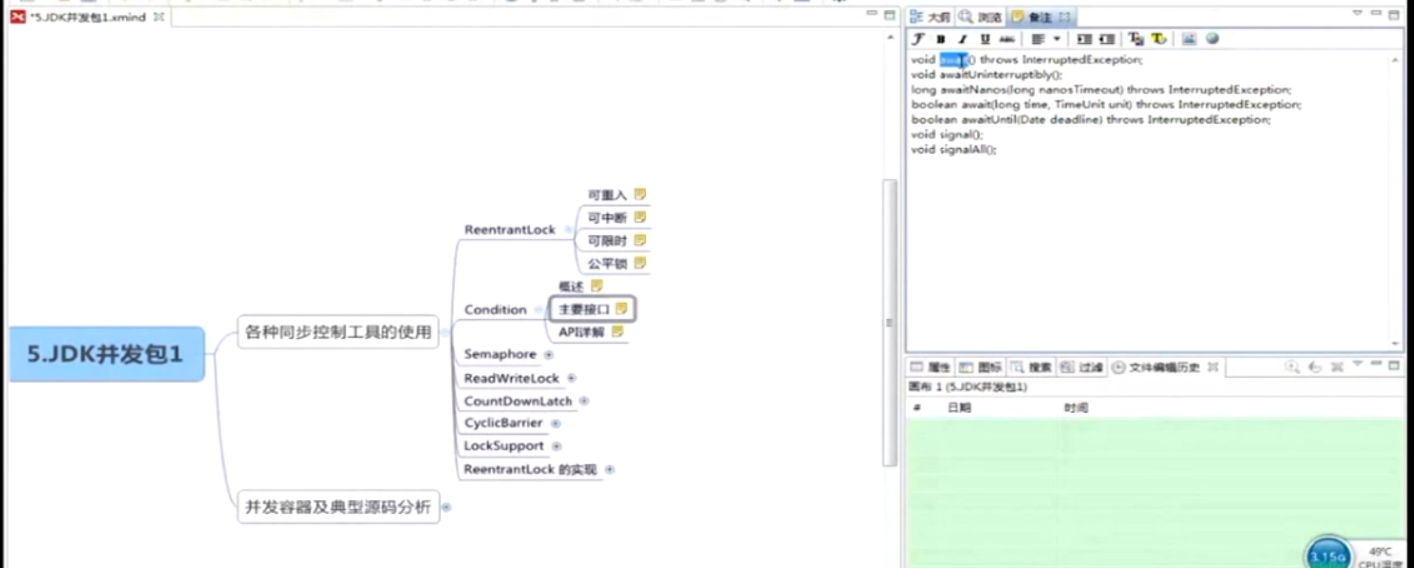 *5.JDK并发包1.xmind
大纲 浏览 备注
void await() throws InterruptedException;
void awaitUninterruptibly();
long awaitNanos(long nanosTimeout) throws InterruptedException;
boolean await(long time, TimeUnit unit) throws InterruptedException;
boolean awaitUntil(Date deadline) throws InterruptedException;
void signal();
void signalAll();
5.JDK并发包1
各种同步控制工具的使用
ReentrantLock
可重入
可中断
可限时
公平锁
Condition
概述
主要接口
API详解
Semaphore
ReadWriteLock
CountDownLatch
CyclicBarrier
LockSupport
ReentrantLock 的实现
并发容器及典型源码分析
属性 图标 搜索 过滤 文件编辑历史
画布 1 (5.JDK并发包1)
# 日期 时间
3.15G
49℃
CPU温度